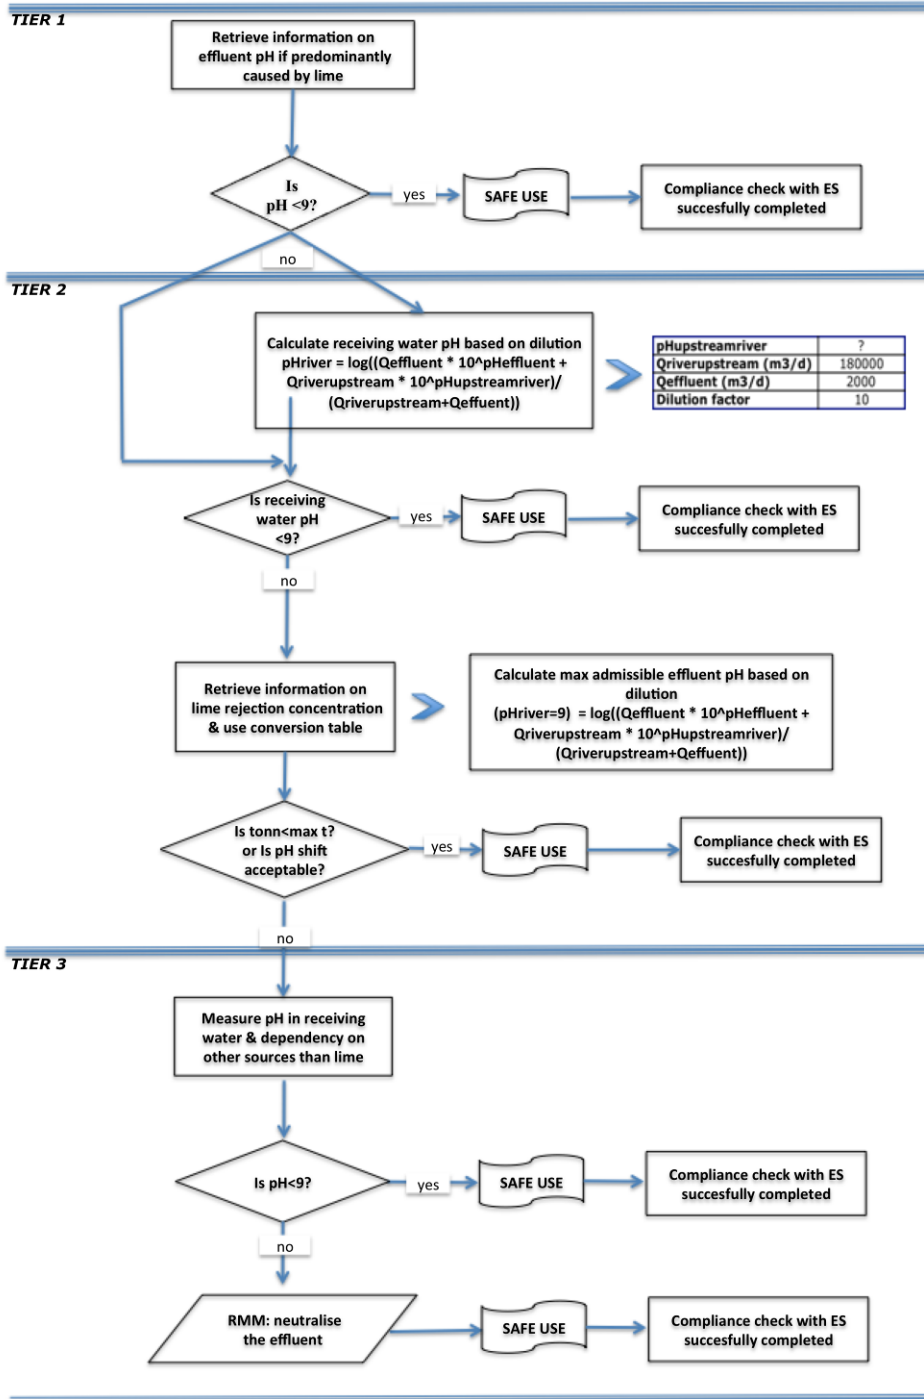 TIER 1
Retrieve information on
effluent pH if predominantly
caused by lime
Is
pH <9?
yes
SAFE USE
Compliance check with ES
succesfully completed
no
TIER 2
Calculate receiving water pH based on dilution
pHriver = log((Qeffluent * 10^pHeffluent +
Qriverupstream * 10^pHupstreamriver)/
(Qriverupstream+Qeffuent))
pHupstreamriver ?
Qriverupstream (m3/d) 180000
Qeffluent (m3/d) 2000
Dilution factor 10
Is receiving
water pH
<9?
yes
SAFE USE
Compliance check with ES
succesfully completed
no
Retrieve information on
lime rejection concentration
& use conversion table
Calculate max admissible effluent pH based on
dilution
(pHriver=9) = log((Qeffluent * 10^pHeffluent +
Qriverupstream * 10^pHupstreamriver)/
(Qriverupstream+Qeffuent))
Is tonn<max t?
or Is pH shift
acceptable?
yes
SAFE USE
Compliance check with ES
succesfully completed
no
TIER 3
Measure pH in receiving
water & dependency on
other sources than lime
Is pH<9?
yes
SAFE USE
Compliance check with ES
succesfully completed
no
RMM: neutralise
the effluent
SAFE USE
Compliance check with ES
succesfully completed